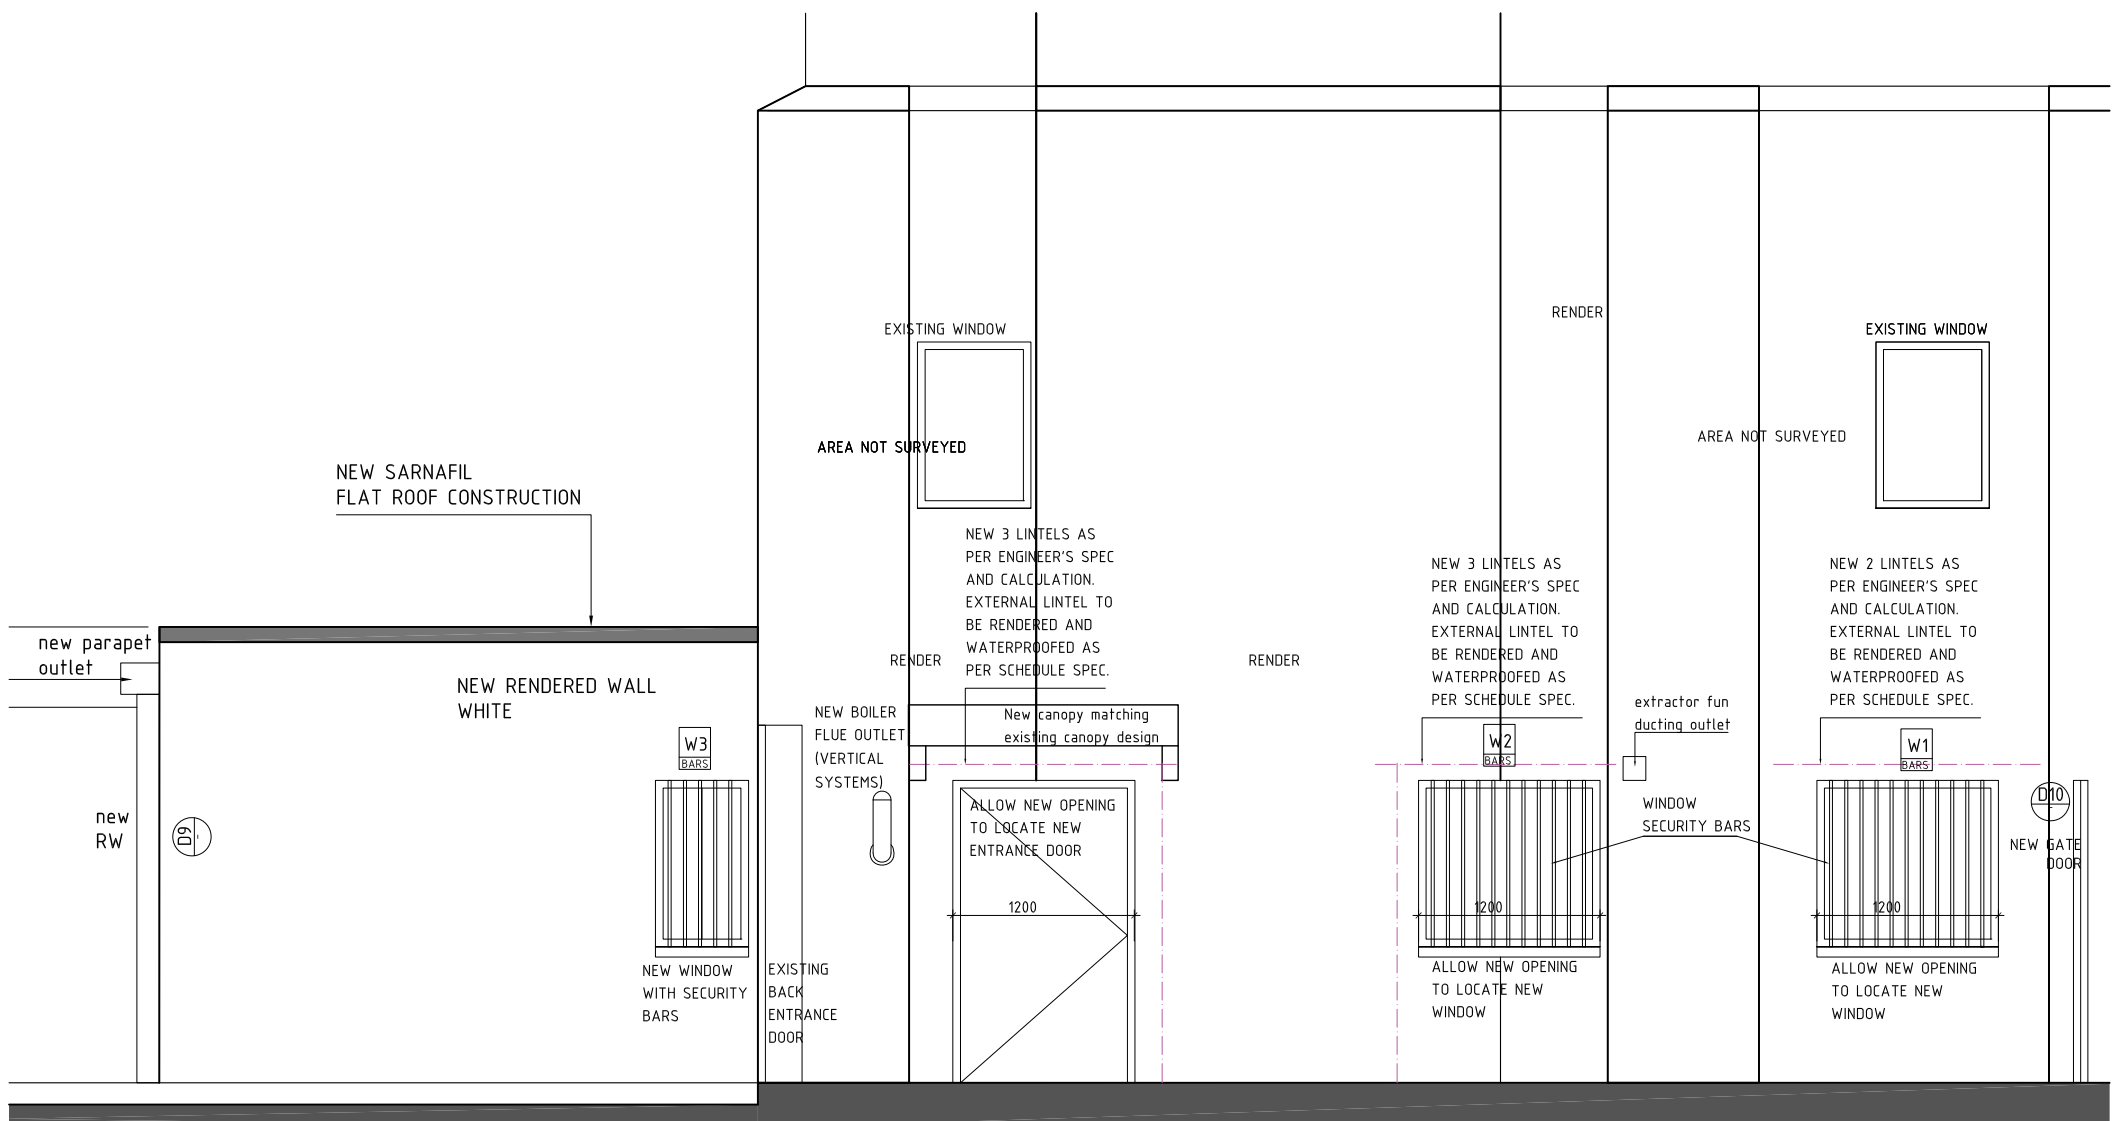 RENDER
EXISTING WINDOW
EXISTING WINDOW
AREA NOT SURVEYED
AREA NOT SURVEYED
NEW SARNAFIL
FLAT ROOF CONSTRUCTION
NEW 3 LINTELS AS
PER ENGINEER'S SPEC
AND CALCULATION.
EXTERNAL LINTEL TO
BE RENDERED AND
WATERPROOFED AS
PER SCHEDULE SPEC.
NEW 3 LINTELS AS
PER ENGINEER'S SPEC
AND CALCULATION.
EXTERNAL LINTEL TO
BE RENDERED AND
WATERPROOFED AS
PER SCHEDULE SPEC.
NEW 2 LINTELS AS
PER ENGINEER'S SPEC
AND CALCULATION.
EXTERNAL LINTEL TO
BE RENDERED AND
WATERPROOFED AS
PER SCHEDULE SPEC.
new parapet
outlet
RENDER
RENDER
NEW RENDERED WALL
WHITE
NEW BOILER
FLUE OUTLET
(VERTICAL
SYSTEMS)
New canopy matching
existing canopy design
extractor fun
ducting outlet
W3
BARS
W2
BARS
W1
BARS
new
RW
D9
-
ALLOW NEW OPENING
TO LOCATE NEW
ENTRANCE DOOR
WINDOW
SECURITY BARS
D10
-
NEW GATE
DOOR
1200
1200
1200
NEW WINDOW
WITH SECURITY
BARS
EXISTING
BACK
ENTRANCE
DOOR
ALLOW NEW OPENING
TO LOCATE NEW
WINDOW
ALLOW NEW OPENING
TO LOCATE NEW
WINDOW